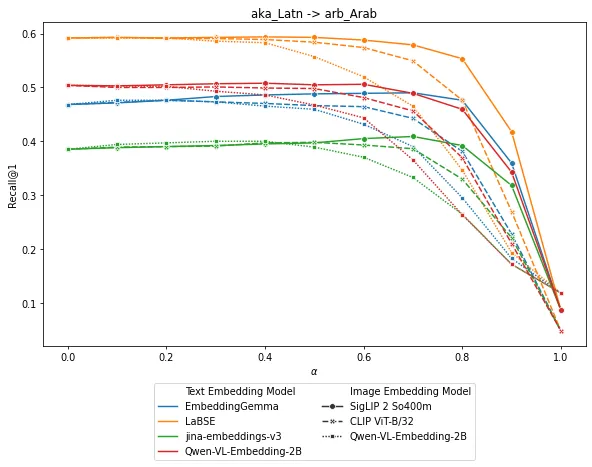 aka_Latn -> arb_Arab
Recall@1
0.6
0.5
0.4
0.3
0.2
0.1
0.0 0.2 0.4 0.6 0.8 1.0
α
Text Embedding Model
EmbeddingGemma
LaBSE
jina-embeddings-v3
Qwen-VL-Embedding-2B
Image Embedding Model
SigLIP 2 So400m
CLIP ViT-B/32
Qwen-VL-Embedding-2B